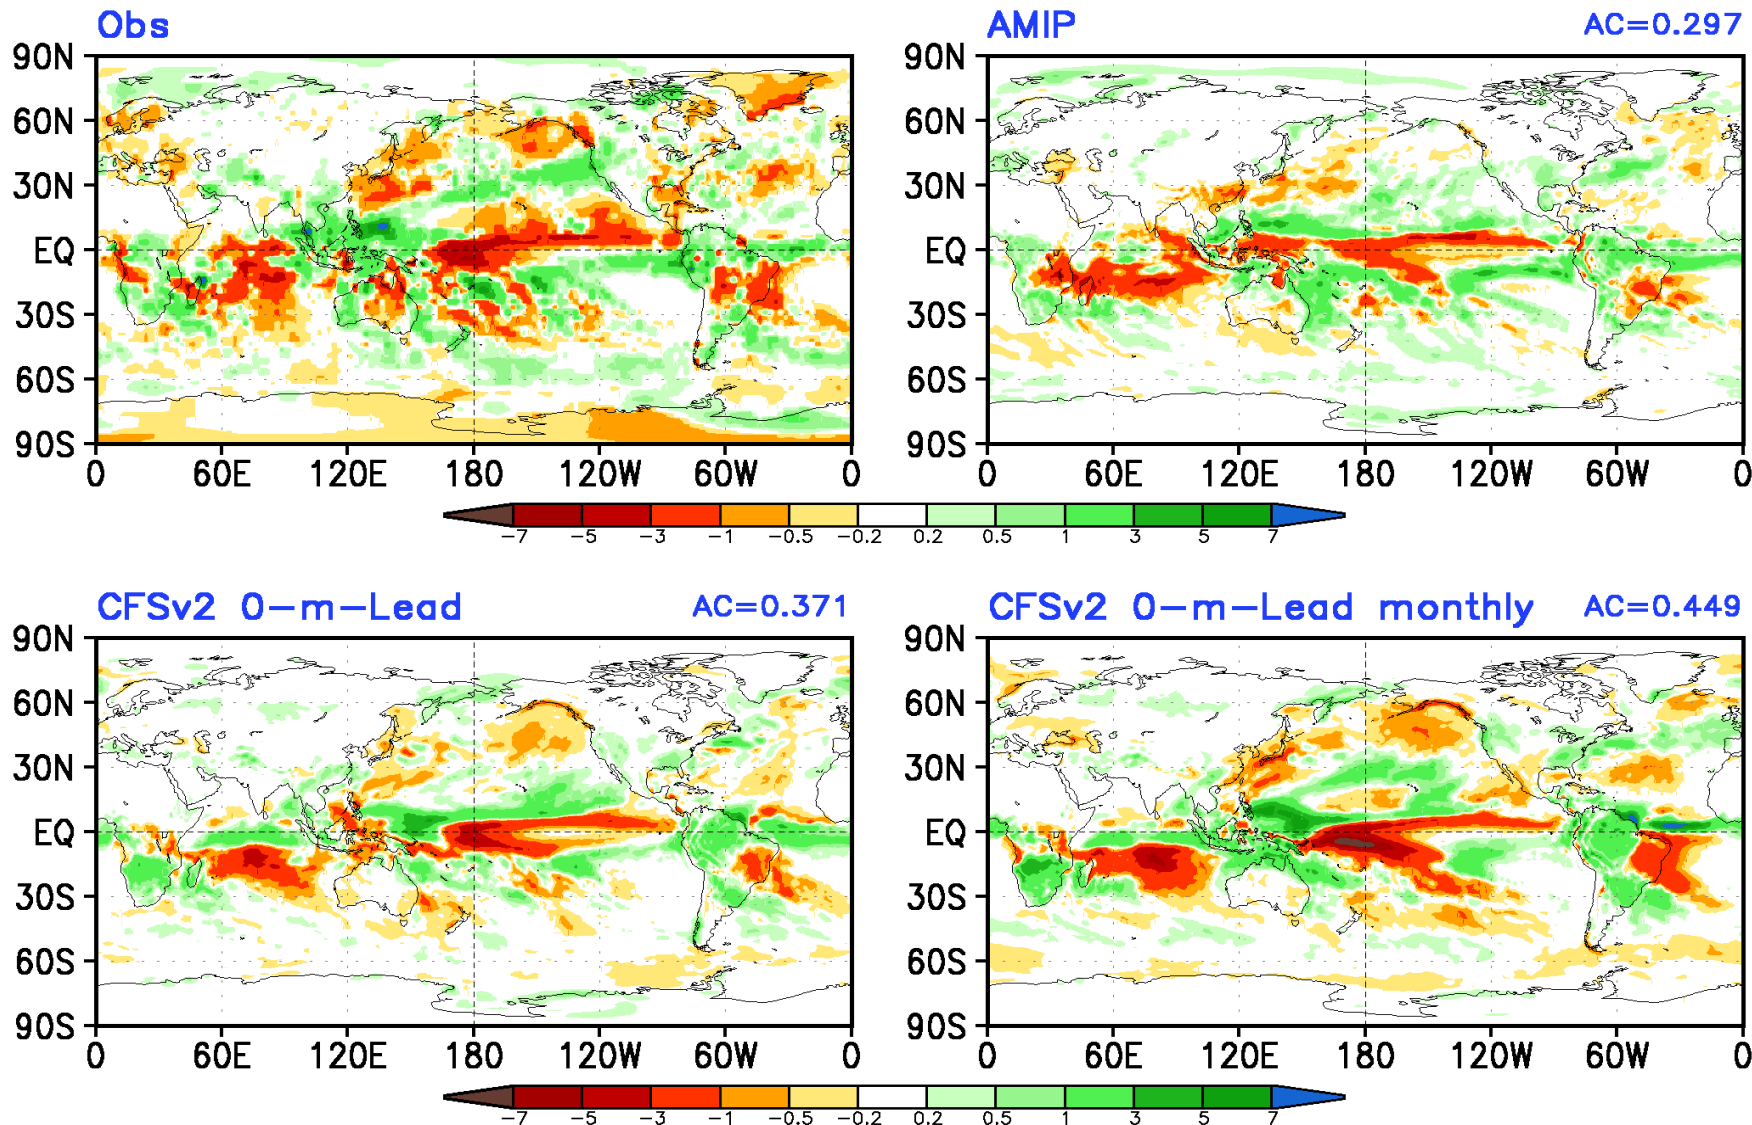 Obs
AMIP AC=0.297
90N 90N
60N 60N
30N 30N
EQ EQ
30S 30S
60S 60S
90S 90S
0 60E 120E 180 120W 60W 0 0 60E 120E 180 120W 60W 0
-7 -5 -3 -1 -0.5 -0.2 0.2 0.5 1 3 5 7
CFSv2 0-m-Lead AC=0.371
CFSv2 0-m-Lead monthly AC=0.449
90N 90N
60N 60N
30N 30N
EQ EQ
30S 30S
60S 60S
90S 90S
0 60E 120E 180 120W 60W 0 0 60E 120E 180 120W 60W 0
-7 -5 -3 -1 -0.5 -0.2 0.2 0.5 1 3 5 7